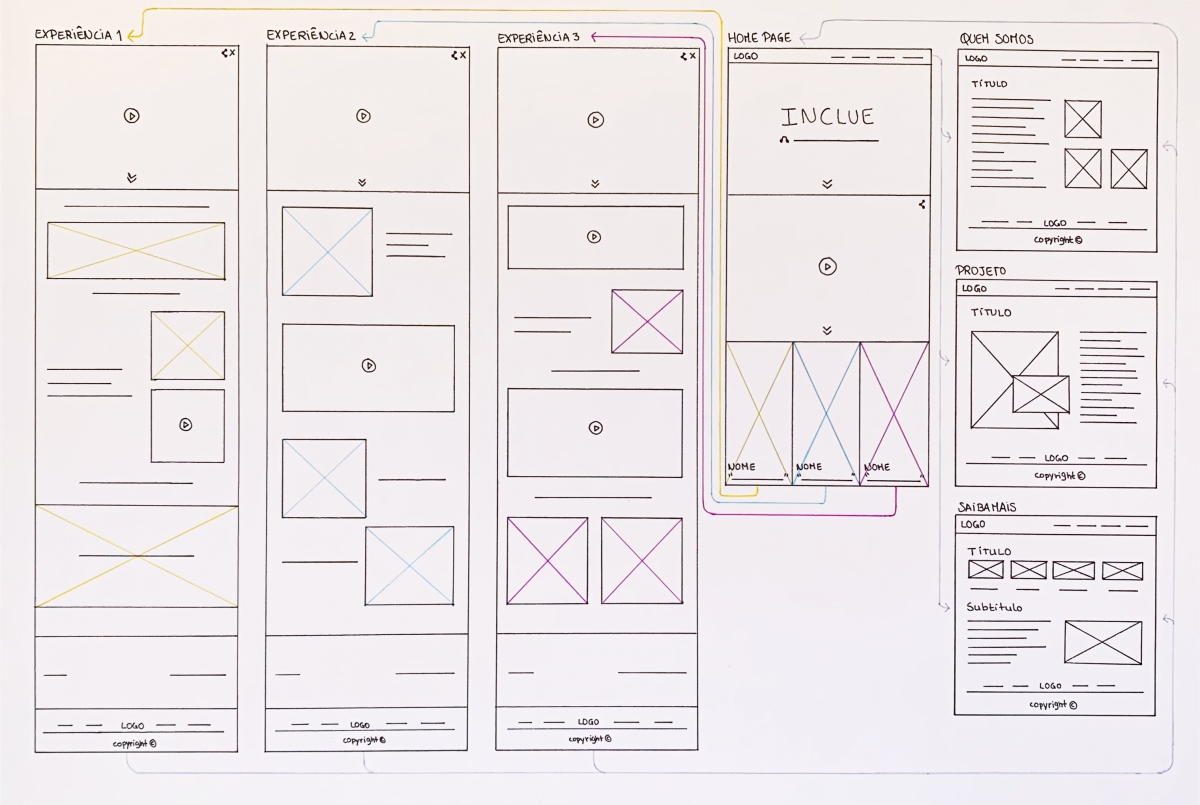 EXPERIÊNCIA 1
X
LOGO
copyright ©
EXPERIÊNCIA 2
X
LOGO
copyright ©
EXPERIÊNCIA 3
X
LOGO
copyright ©
HOME PAGE
LOGO
INCLUE
NOME
" "
NOME
" "
NOME
" "
QUEM SOMOS
LOGO
TÍTULO
LOGO
copyright ©
PROJETO
LOGO
TÍTULO
LOGO
copyright ©
SAIBA MAIS
LOGO
TÍTULO
Subtítulo
LOGO
copyright ©